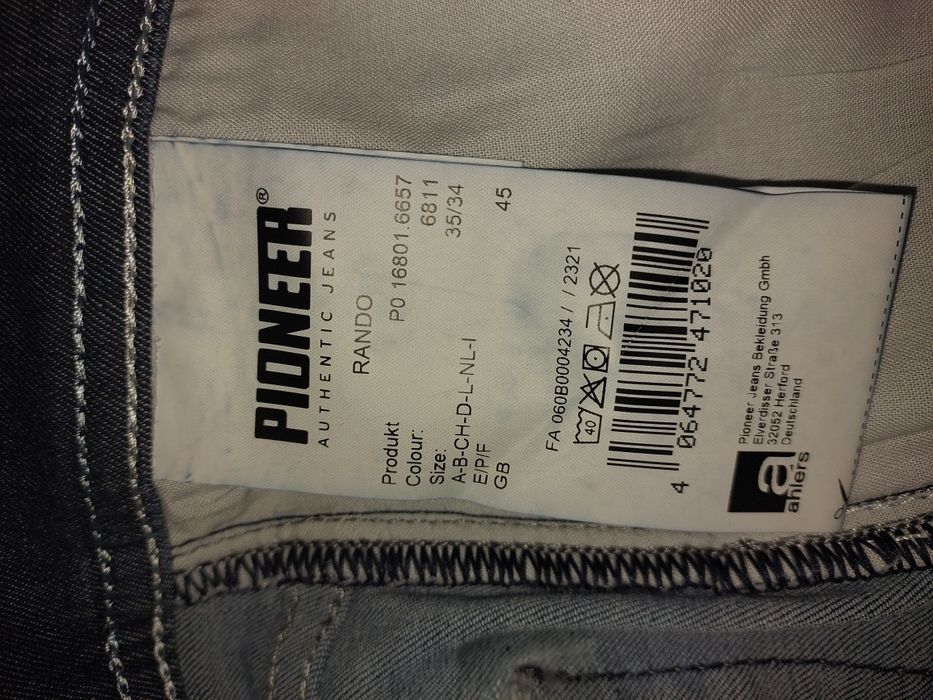 PIONEER®
AUTHENTIC JEANS
RANDO
Produkt P0 16801.6657
Colour: 6811
Size: 35/34
A-B-CH-D-L-NL-I
E/P/F
GB 45
FA 060B0004234 / / 2321
40
4 064772 471020
a
ahlers
Pioneer Jeans Bekleidung Gmbh
Elverdisser Straße 313
32052 Herford
Deutschland